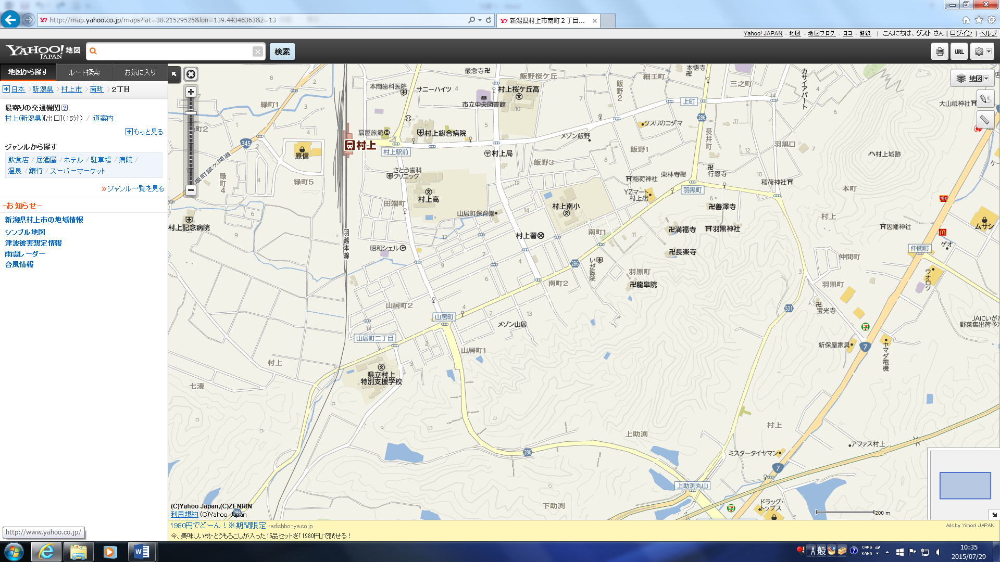 http://map.yahoo.co.jp/maps?lat=38.21529525&lon=139.44346363&z=13
新潟県村上市南町２丁目...
Yahoo! JAPAN - 地図 - 地図ブログ - ロコ - 路線 | こんにちは、ゲストさん [ ログイン ] ヘルプ
YAHOO! JAPAN 地図
検索
URL
地図から探す ルート探索 お気に入り
日本 > 新潟県 > 村上市 > 南町 > 2丁目
最寄りの交通機関
村上(新潟県)[出口](15分) / 道案内
もっと見る
ジャンルから探す
飲食店 / 居酒屋 / ホテル / 駐車場 / 病院 /
温泉 / 銀行 / スーパーマーケット
ジャンル一覧を見る
-お知らせ-
新潟県村上市の地域情報
シンプル地図
津波被害想定情報
雨雲レーダー
台風情報
地図
最念寺
飯野桜ケ丘
細工町
本悟寺
三之町
カサイアパート
本間歯科医院
サニーハイツ
村上桜ケ丘高
飯野2
上町
大山祗神社
市立中央図書館
緑町1
扇屋旅館
村上総合病院
クスリのコダマ
286
長井町
メゾン飯野
羽黒口
345
原信
村上
村上駅前
村上局
飯野1
村上城跡
坂町鼠ヶ関道
緑町4
緑町5
さとう歯科クリニック
飯野3
東林寺
行恩寺
稲荷神社
羽黒町
稲荷神社
本町
YZマート村上店
村上高
田端町
村上南小
善澤寺
山居町保育園
村上
村上記念病院
羽越本線
村上署
南町1
満福寺
羽黒神社
因幡神社
ムサシ
昭和シェル
長楽寺
仲間町
ゲオ
仲間町
286
いが医院
羽黒町
南町2
龍皐院
羽黒町
ウオロク
山居町2
531
宝光寺
山居町
メゾン山居
JAにいがた
野菜集出荷予冷
山居町二丁目
山居町1
新保屋家具
7
ヤマダ電機
村上
県立村上特別支援学校
七湊
上助渕
村上
アファス村上
286
ミスタータイヤマン
7
上助渕丸山
下助渕
ドラッグ・トップス
200 m
(C)Yahoo Japan,(C)ZENRIN
利用規約 (C)Yahoo Japan
1980円でどーん！※期間限定 radishbo-ya.co.jp
Ads by Yahoo! JAPAN
今、美味しい桃・とうもろこしが入った15品セットを「1980円」で試せる！
http://www.yahoo.co.jp/
A 般
CAPS
KANA
10:35
2015/07/29